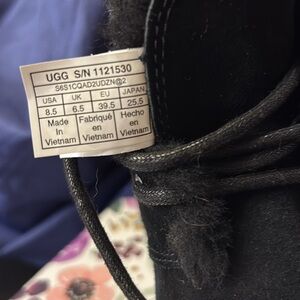 UGG S/N 1121530
S6S1CQAD2UDZN@2
USA UK EU JAPAN
8.5 6.5 39.5 25.5
Made Fabriqué Hecho
In en en
Vietnam Vietnam Vietnam